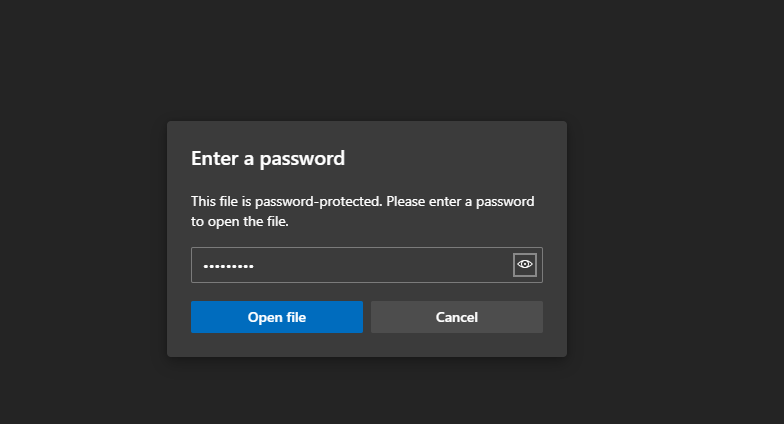 Enter a password
This file is password-protected. Please enter a password
to open the file.
•••••••••
Open file
Cancel